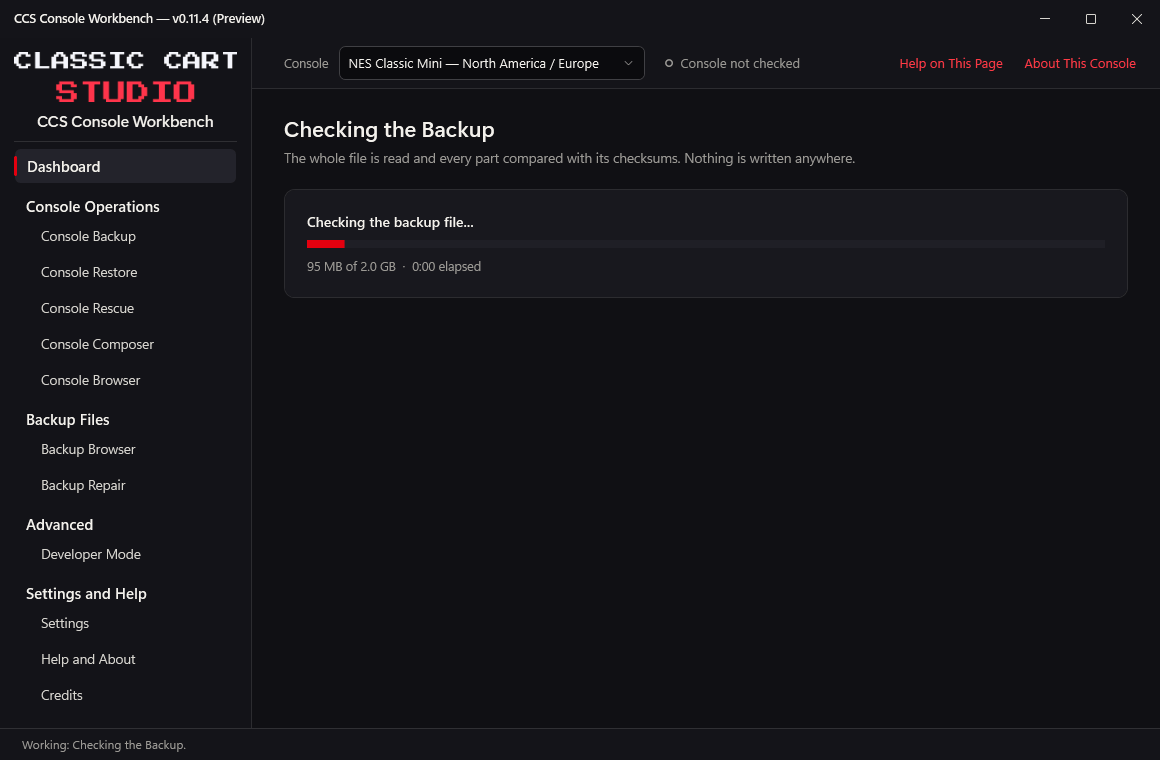 CCS Console Workbench — v0.11.4 (Preview)
CLASSIC CART
STUDIO
CCS Console Workbench
Dashboard
Console Operations
Console Backup
Console Restore
Console Rescue
Console Composer
Console Browser
Backup Files
Backup Browser
Backup Repair
Advanced
Developer Mode
Settings and Help
Settings
Help and About
Credits
Console NES Classic Mini — North America / Europe Console not checked Help on This Page About This Console
Checking the Backup
The whole file is read and every part compared with its checksums. Nothing is written anywhere.
Checking the backup file...
95 MB of 2.0 GB · 0:00 elapsed
Working: Checking the Backup.